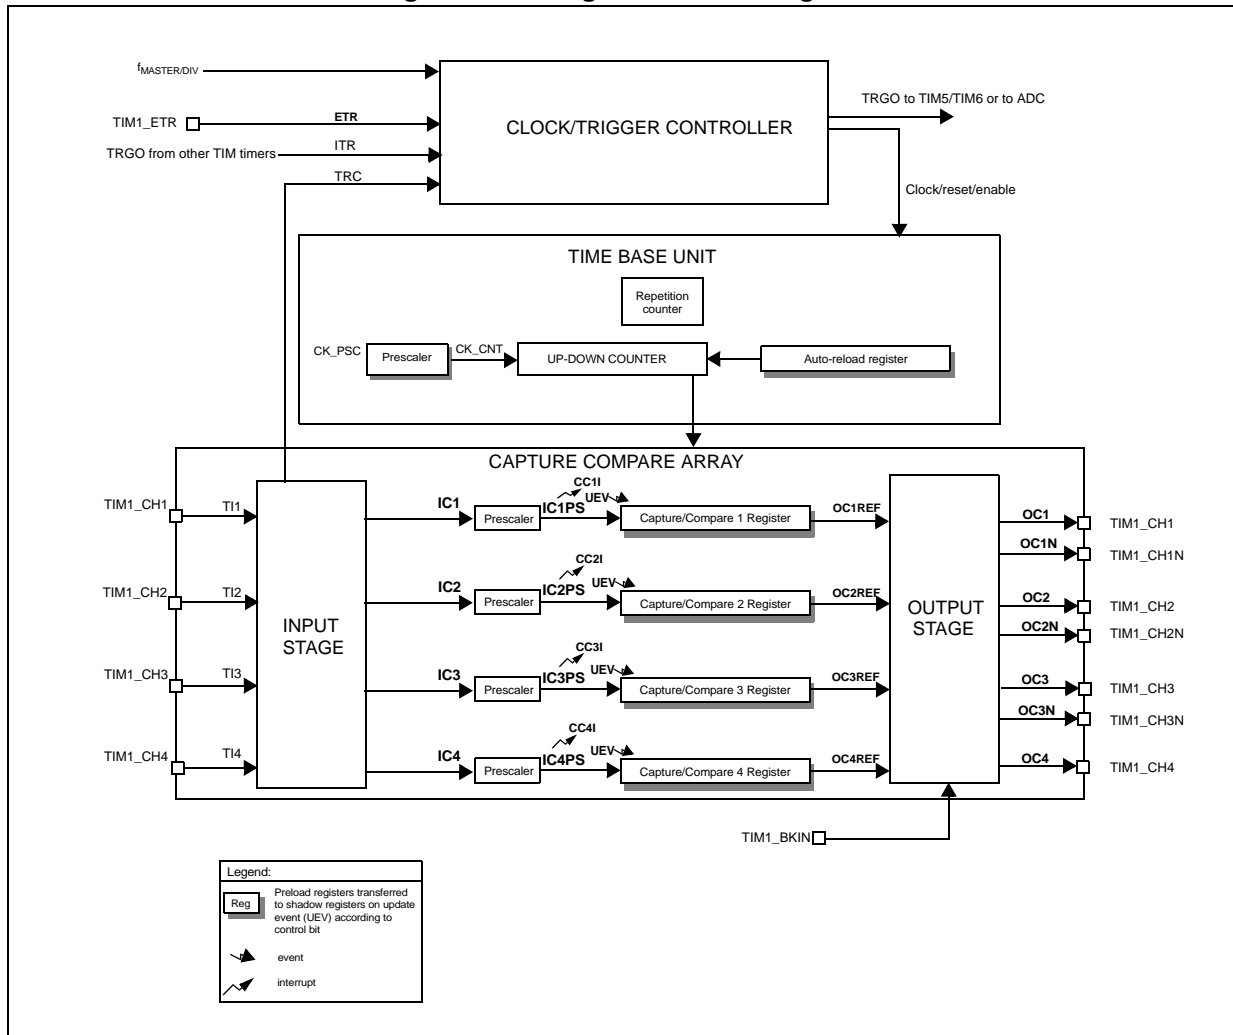 fMASTER/DIV
TIM1_ETR
ETR
TRGO from other TIM timers
ITR
TRC
CLOCK/TRIGGER CONTROLLER
TRGO to TIM5/TIM6 or to ADC
Clock/reset/enable
TIME BASE UNIT
Repetition
counter
CK_PSC
Prescaler
CK_CNT
UP-DOWN COUNTER
Auto-reload register
CAPTURE COMPARE ARRAY
TIM1_CH1
TI1
TIM1_CH2
TI2
TIM1_CH3
TI3
TIM1_CH4
TI4
INPUT
STAGE
IC1
Prescaler
IC1PS
CC1I
UEV
Capture/Compare 1 Register
OC1REF
IC2
Prescaler
IC2PS
CC2I
UEV
Capture/Compare 2 Register
OC2REF
IC3
Prescaler
IC3PS
CC3I
UEV
Capture/Compare 3 Register
OC3REF
IC4
Prescaler
IC4PS
CC4I
UEV
Capture/Compare 4 Register
OC4REF
OUTPUT
STAGE
OC1
TIM1_CH1
OC1N
TIM1_CH1N
OC2
TIM1_CH2
OC2N
TIM1_CH2N
OC3
TIM1_CH3
OC3N
TIM1_CH3N
OC4
TIM1_CH4
TIM1_BKIN
Legend:
Reg
Preload registers transferred
to shadow registers on update
event (UEV) according to
control bit
event
interrupt